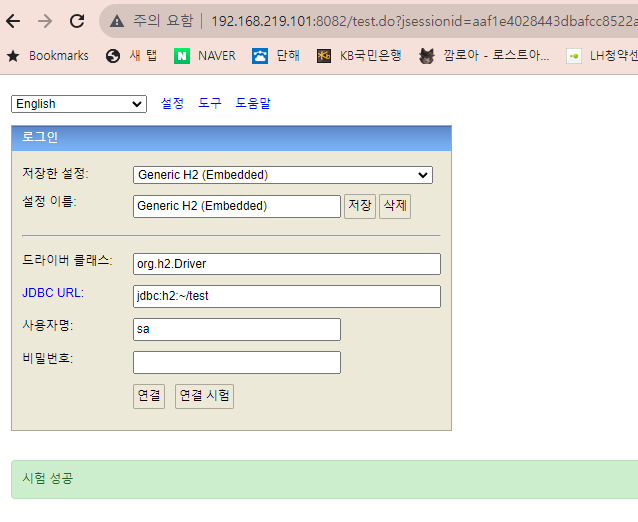 주의 요함 192.168.219.101:8082/test.do?jsessionid=aaf1e4028443dbafcc8522a
Bookmarks 새 탭 NAVER 단해 KB국민은행 깜로아 - 로스트아... LH청약센
English 설정 도구 도움말
로그인
저장한 설정: Generic H2 (Embedded)
설정 이름: Generic H2 (Embedded) 저장 삭제
드라이버 클래스: org.h2.Driver
JDBC URL: jdbc:h2:~/test
사용자명: sa
비밀번호:
연결 연결 시험
시험 성공